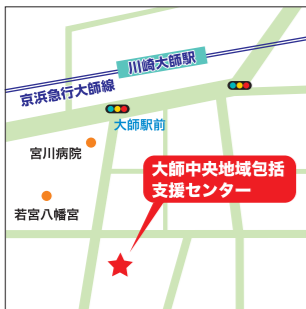 川崎大師駅
京浜急行大師線
大師駅前
宮川病院
大師中央地域包括
支援センター
若宮八幡宮